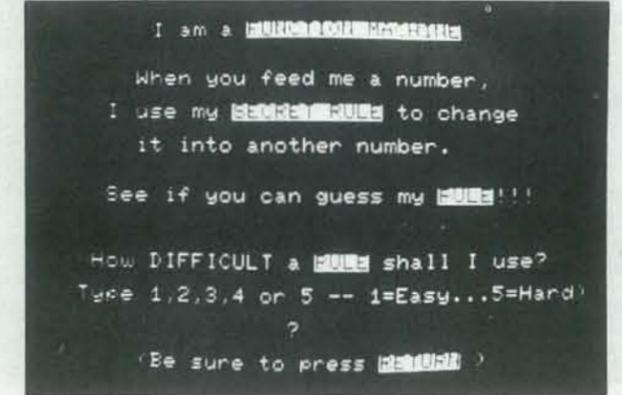 I am a FUNCTION MACHINE
When you feed me a number,
I use my SECRET RULE to change
it into another number.
See if you can guess my RULE!!!
How DIFFICULT a RULE shall I use?
Type 1,2,3,4 or 5 -- 1=Easy...5=Hard)
?
(Be sure to press RETURN )